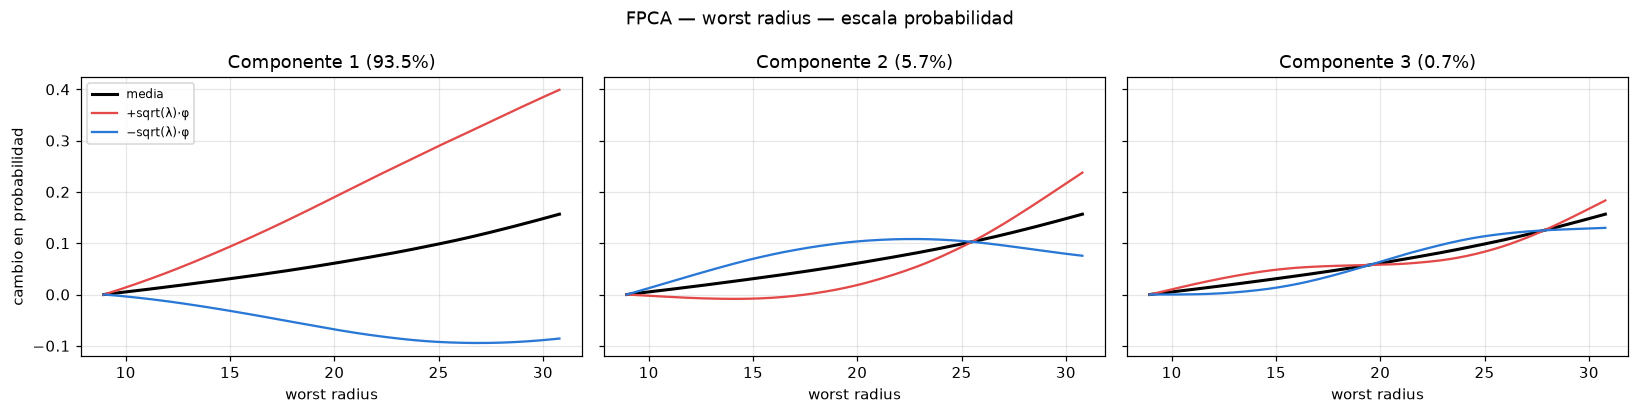 FPCA — worst radius — escala probabilidad
Componente 1 (93.5%)
cambio en probabilidad
0.4
0.3
0.2
0.1
0.0
−0.1
media
+sqrt(λ)·φ
−sqrt(λ)·φ
10 15 20 25 30
worst radius
Componente 2 (5.7%)
10 15 20 25 30
worst radius
Componente 3 (0.7%)
10 15 20 25 30
worst radius